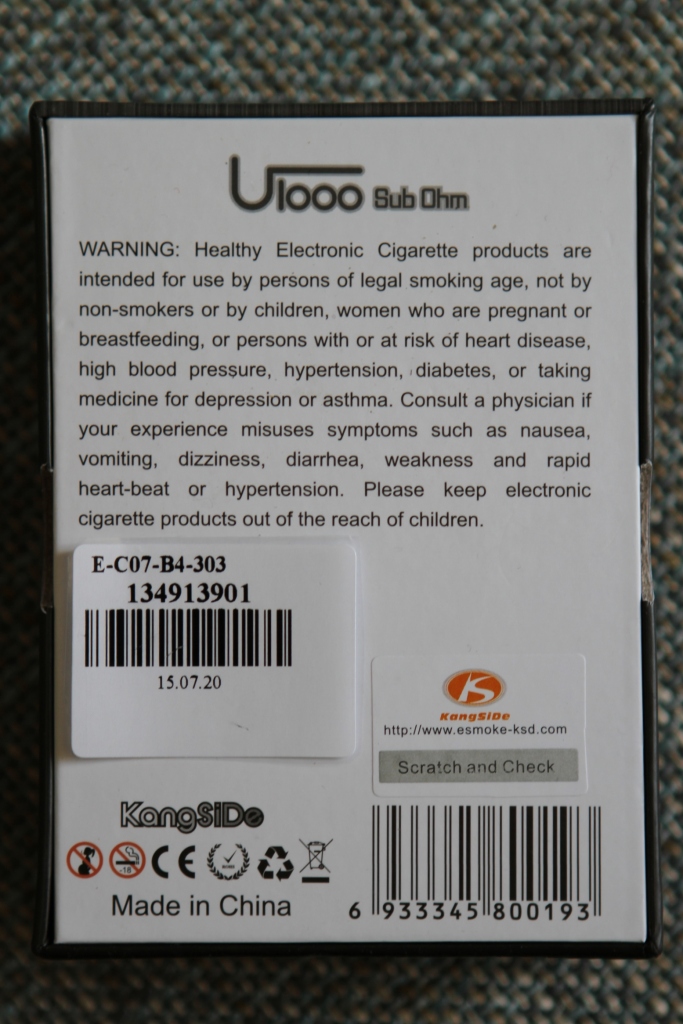 U1000 Sub Ohm
WARNING: Healthy Electronic Cigarette products are
intended for use by persons of legal smoking age, not by
non-smokers or by children, women who are pregnant or
breastfeeding, or persons with or at risk of heart disease,
high blood pressure, hypertension, diabetes, or taking
medicine for depression or asthma. Consult a physician if
your experience misuses symptoms such as nausea,
vomiting, dizziness, diarrhea, weakness and rapid
heart-beat or hypertension. Please keep electronic
cigarette products out of the reach of children.
E-C07-B4-303
134913901
15.07.20
KangSiDe
http://www.esmoke-ksd.com
Scratch and Check
KangSiDe
-18
CE
Made in China
6 933345 800193